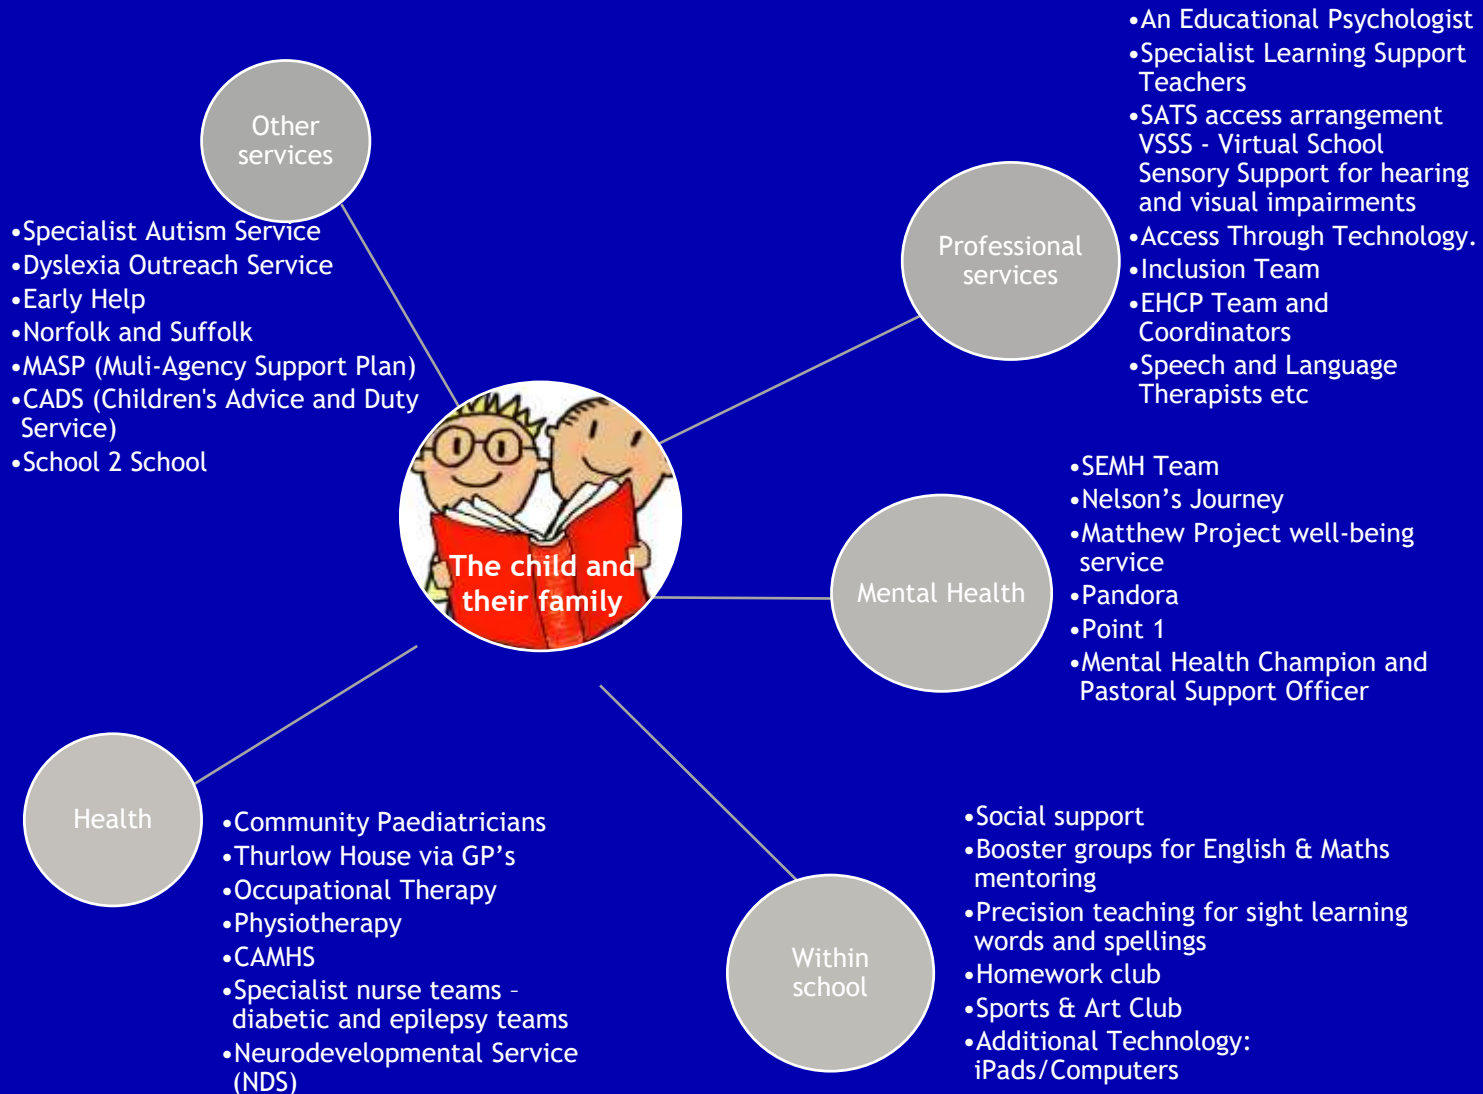 The child and
their family
Other
services
•Specialist Autism Service
•Dyslexia Outreach Service
•Early Help
•Norfolk and Suffolk
•MASP (Muli-Agency Support Plan)
•CADS (Children's Advice and Duty
Service)
•School 2 School
Professional
services
•An Educational Psychologist
•Specialist Learning Support
Teachers
•SATS access arrangement
VSSS - Virtual School
Sensory Support for hearing
and visual impairments
•Access Through Technology.
•Inclusion Team
•EHCP Team and
Coordinators
•Speech and Language
Therapists etc
Mental Health
•SEMH Team
•Nelson’s Journey
•Matthew Project well-being
service
•Pandora
•Point 1
•Mental Health Champion and
Pastoral Support Officer
Within
school
•Social support
•Booster groups for English & Maths
mentoring
•Precision teaching for sight learning
words and spellings
•Homework club
•Sports & Art Club
•Additional Technology:
iPads/Computers
Health
•Community Paediatricians
•Thurlow House via GP’s
•Occupational Therapy
•Physiotherapy
•CAMHS
•Specialist nurse teams –
diabetic and epilepsy teams
•Neurodevelopmental Service
(NDS)